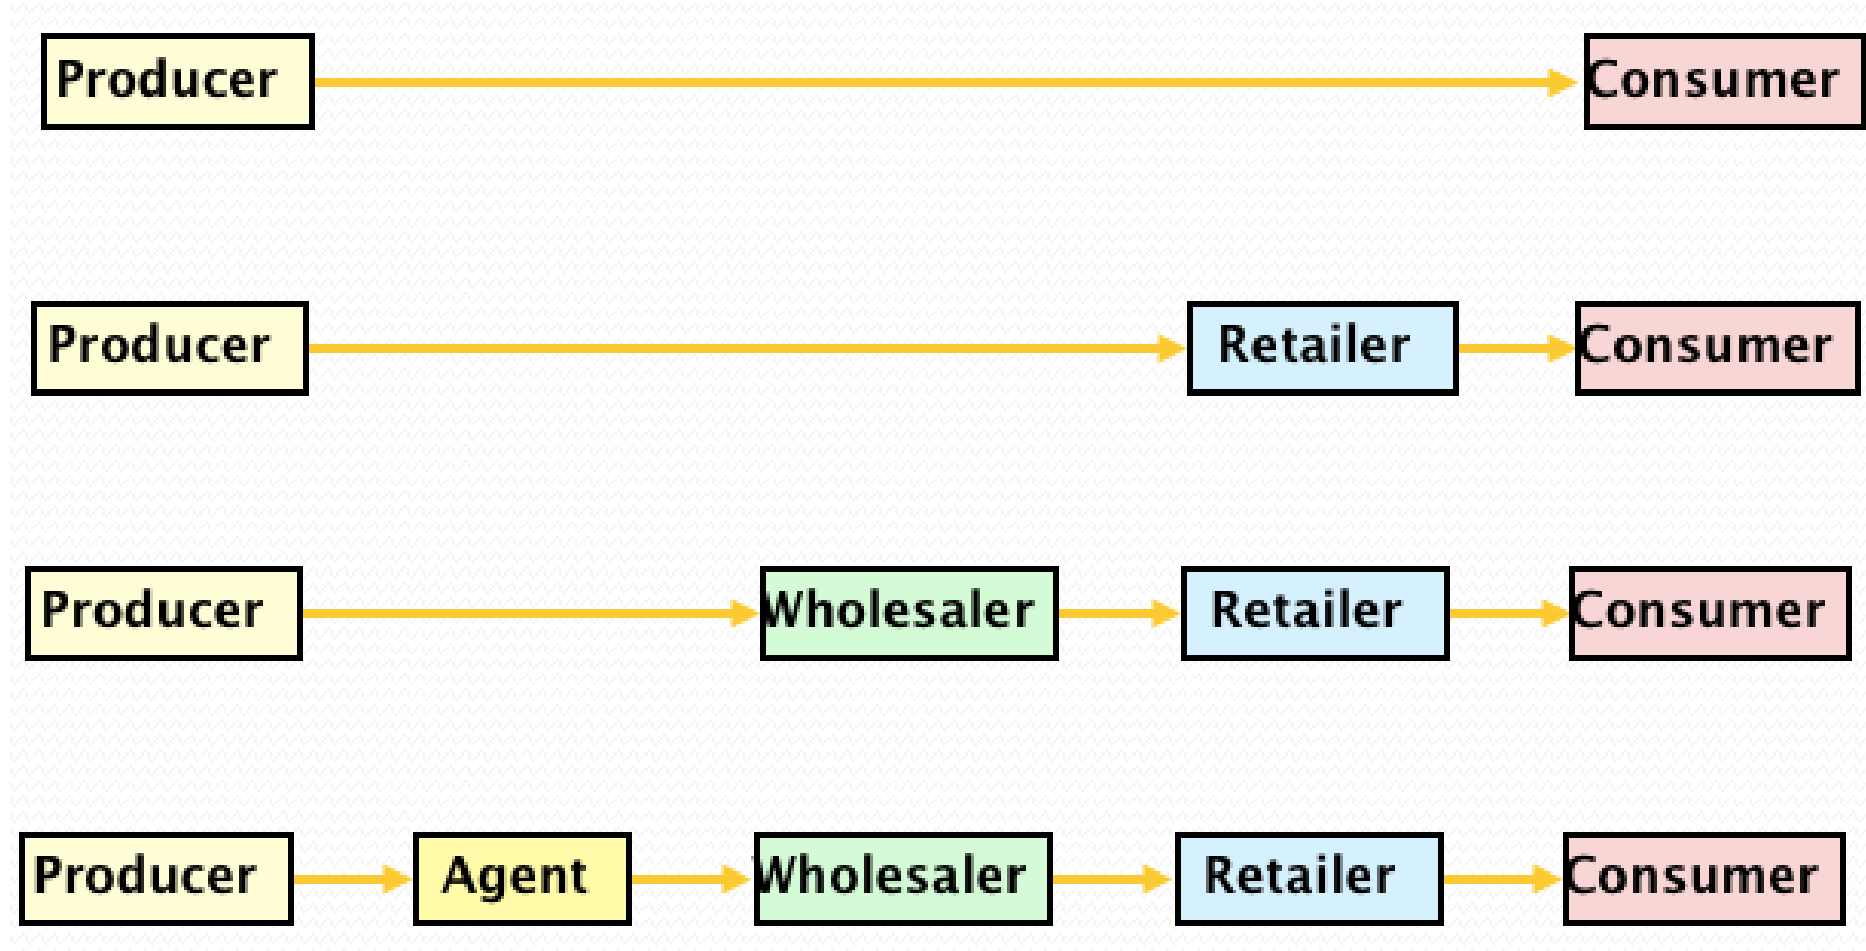 Producer Consumer
Producer Retailer Consumer
Producer Wholesaler Retailer Consumer
Producer Agent Wholesaler Retailer Consumer